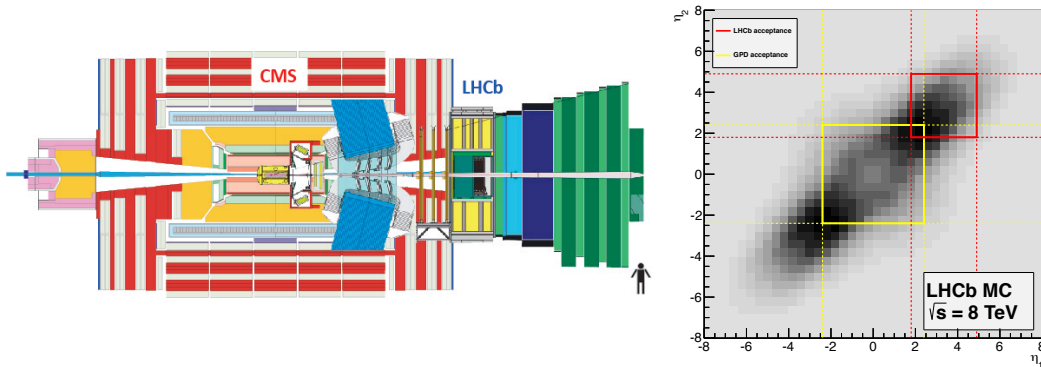 CMS
LHCb
η₂
8
6
4
2
0
-2
-4
-6
-8
LHCb acceptance
GPD acceptance
LHCb MC
√s = 8 TeV
-8 -6 -4 -2 0 2 4 6 8
η₁